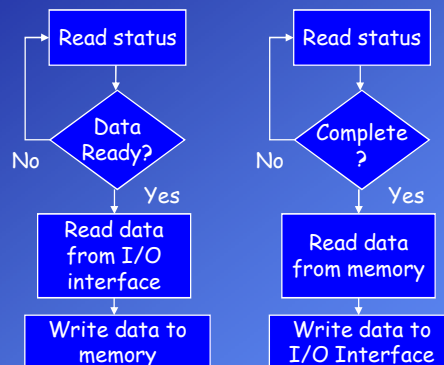 Read status
Data
Ready?
No
Yes
Read data
from I/O
interface
Write data to
memory
Read status
Complete
?
No
Yes
Read data
from memory
Write data to
I/O Interface